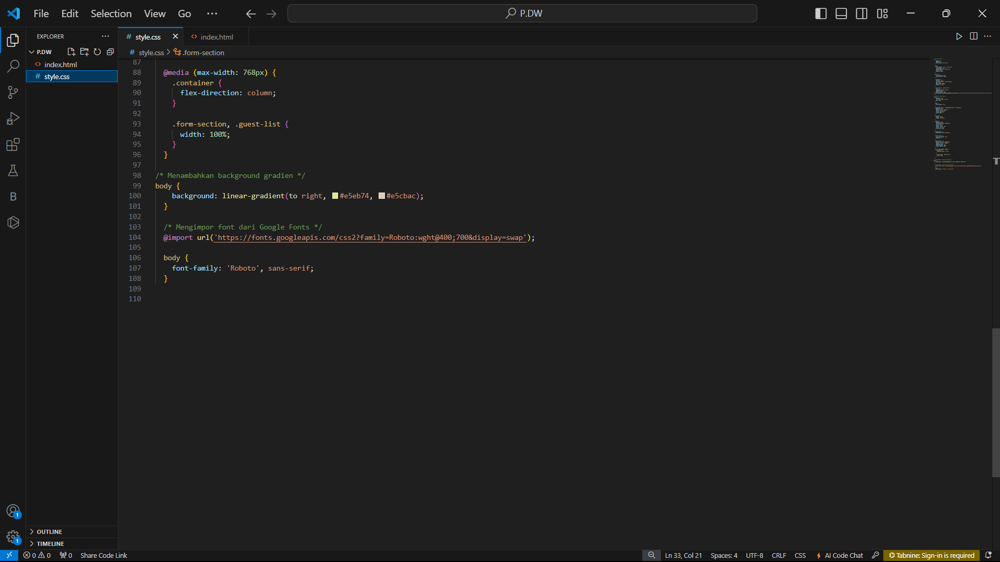 File Edit Selection View Go ··· P.DW
EXPLORER ···
P.DW
index.html
style.css
OUTLINE
TIMELINE
# style.css × <> index.html
# style.css > .form-section
87
88 @media (max-width: 768px) {
89 .container {
90 flex-direction: column;
91 }
92
93 .form-section, .guest-list {
94 width: 100%;
95 }
96 }
97
98 /* Menambahkan background gradien */
99 body {
100 background: linear-gradient(to right, #e5eb74, #e5cbac);
101 }
102
103 /* Mengimpor font dari Google Fonts */
104 @import url('https://fonts.googleapis.com/css2?family=Roboto:wght@400;700&display=swap');
105
106 body {
107 font-family: 'Roboto', sans-serif;
108 }
109
110
B
1
1
0 0 0 Share Code Link Ln 33, Col 21 Spaces: 4 UTF-8 CRLF CSS AI Code Chat Tabnine: Sign-in is required